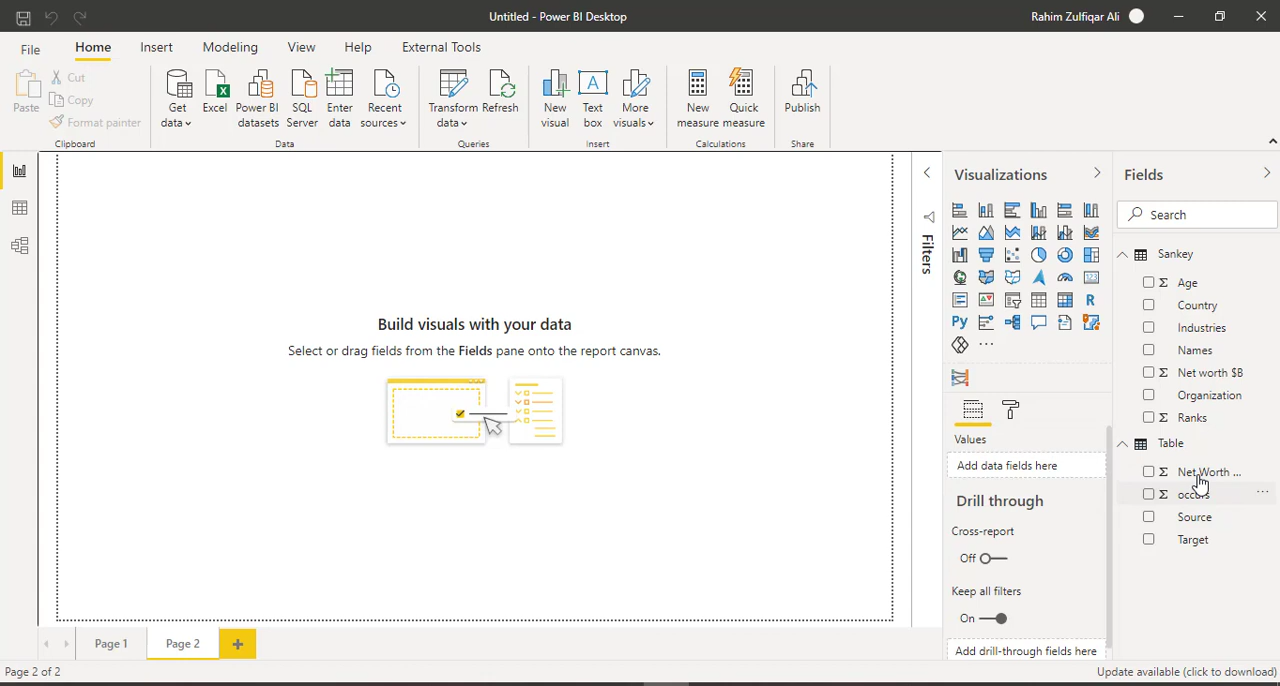 Untitled - Power BI Desktop
Rahim Zulfiqar Ali
File Home Insert Modeling View Help External Tools
Paste
Cut
Copy
Format painter
Clipboard
Get data
Excel
Power BI datasets
SQL Server
Enter data
Recent sources
Data
Transform data
Refresh
Queries
New visual
Text box
More visuals
Insert
New measure
Quick measure
Calculations
Publish
Share
Build visuals with your data
Select or drag fields from the Fields pane onto the report canvas.
Filters
Visualizations
R
Py
123
Values
Add data fields here
Drill through
Cross-report
Off
Keep all filters
On
Add drill-through fields here
Fields
Search
Sankey
Age
Country
Industries
Names
Net worth $B
Organization
Ranks
Table
Net Worth ...
occurs
Source
Target
Page 1
Page 2
Page 2 of 2
Update available (click to download)